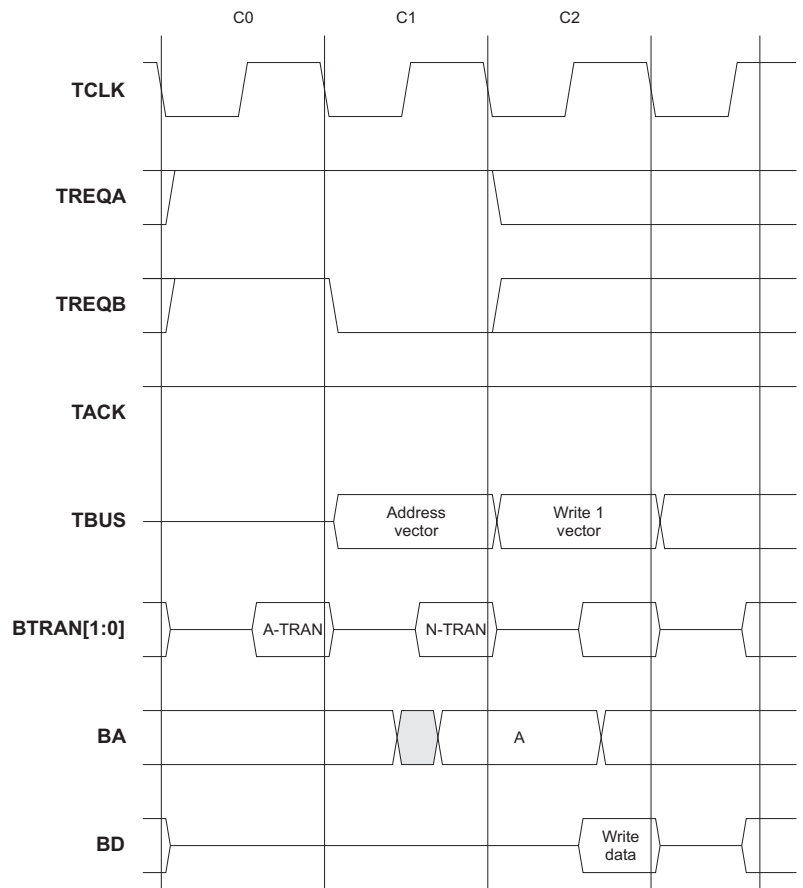 C0 C1 C2
TCLK
TREQA
TREQB
TACK
TBUS
Address
vector
Write 1
vector
BTRAN[1:0]
A-TRAN
N-TRAN
BA
A
BD
Write
data